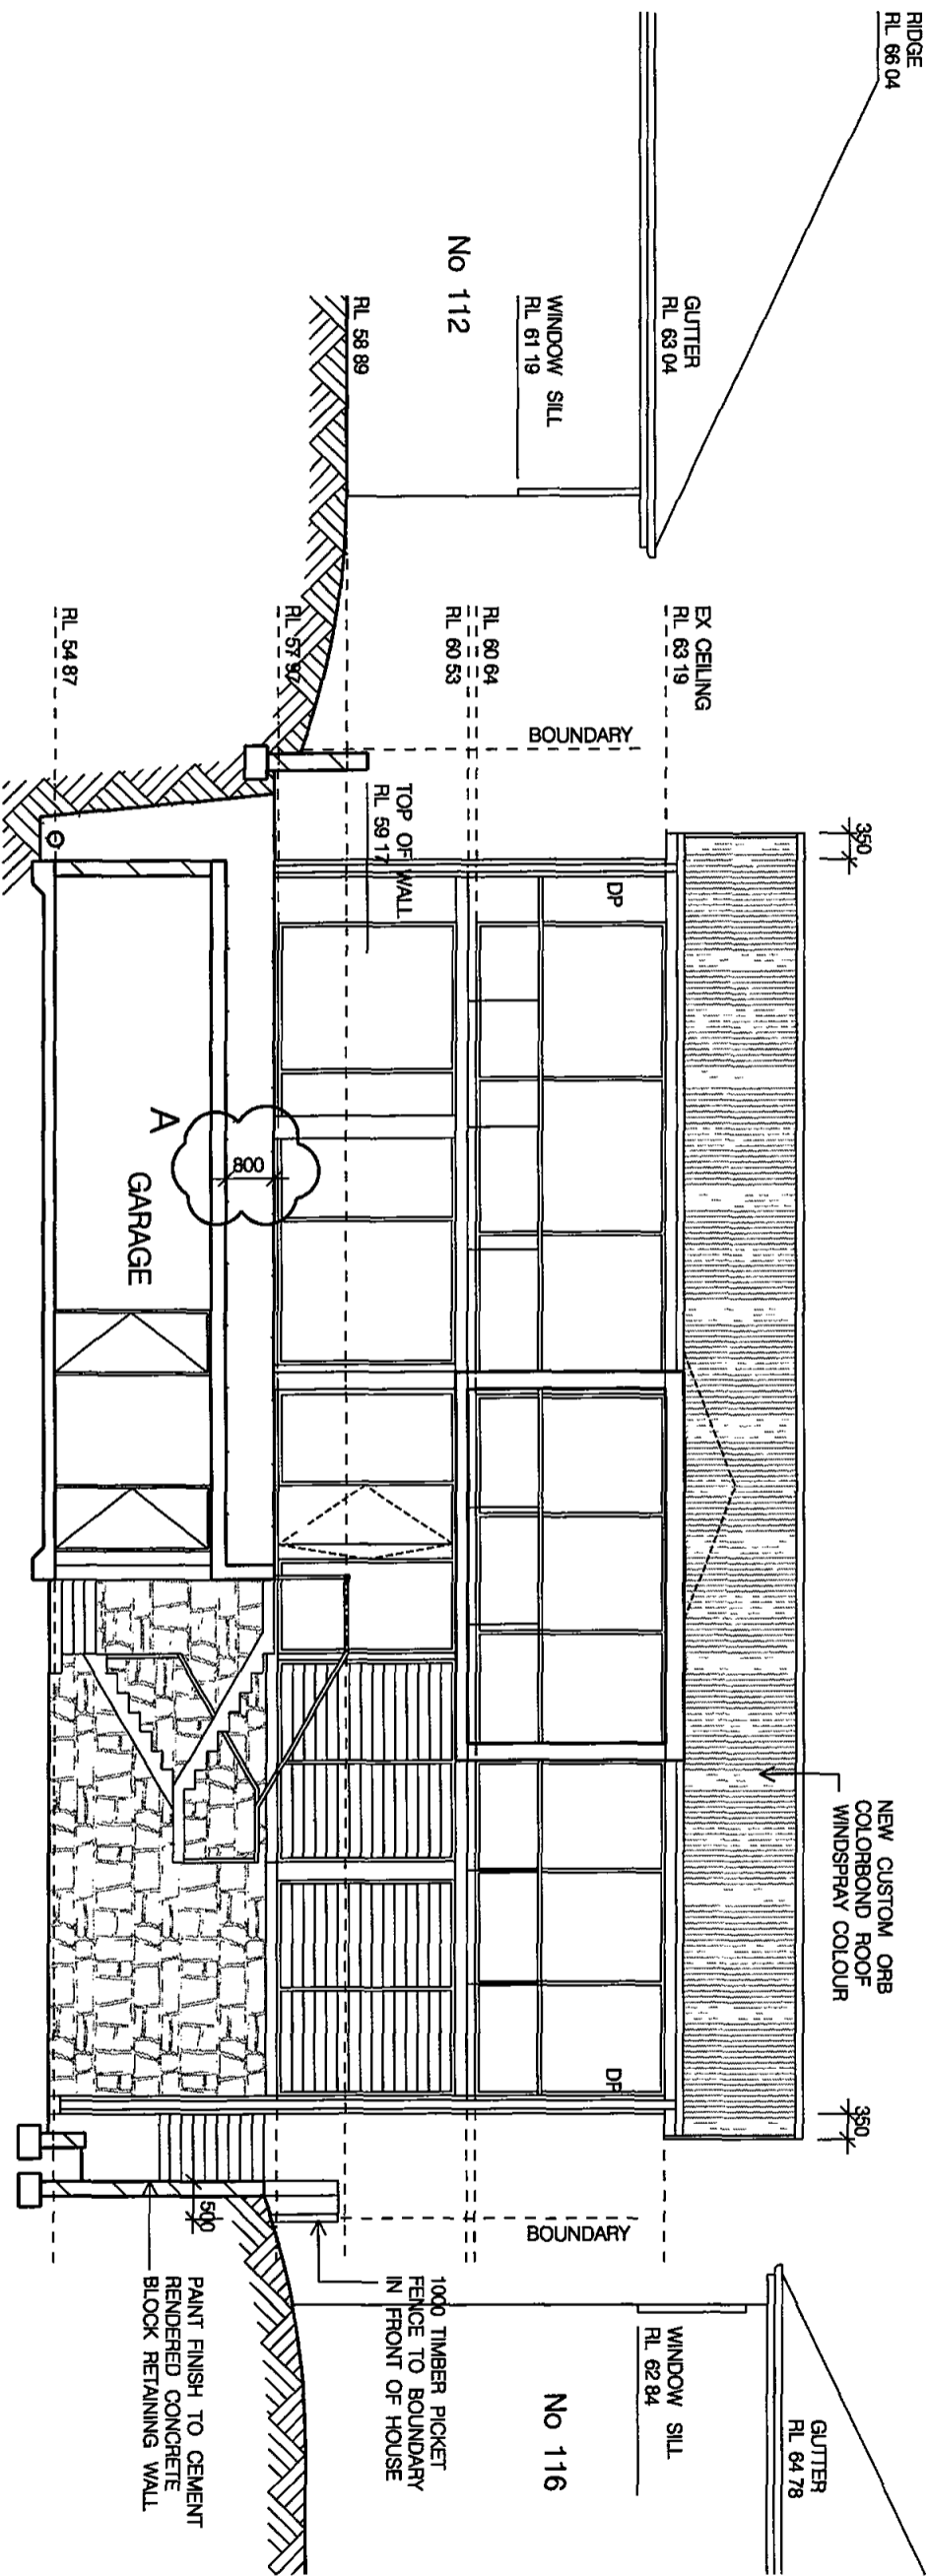 RIDGE
RL 66 04
No 112
GUTTER
RL 63 04
WINDOW SILL
RL 61 19
RL 58 89
EX CEILING
RL 63 19
RL 60 64
RL 60 53
RL 57 97
RL 54 87
BOUNDARY
TOP OF WALL
RL 59 17
350
DP
800
A
GARAGE
NEW CUSTOM ORB
COLORBOND ROOF
WINDSPRAY COLOUR
DP
350
500
BOUNDARY
1000 TIMBER PICKET
FENCE TO BOUNDARY
IN FRONT OF HOUSE
PAINT FINISH TO CEMENT
RENDERED CONCRETE
BLOCK RETAINING WALL
WINDOW SILL
RL 62 84
No 116
GUTTER
RL 64 78